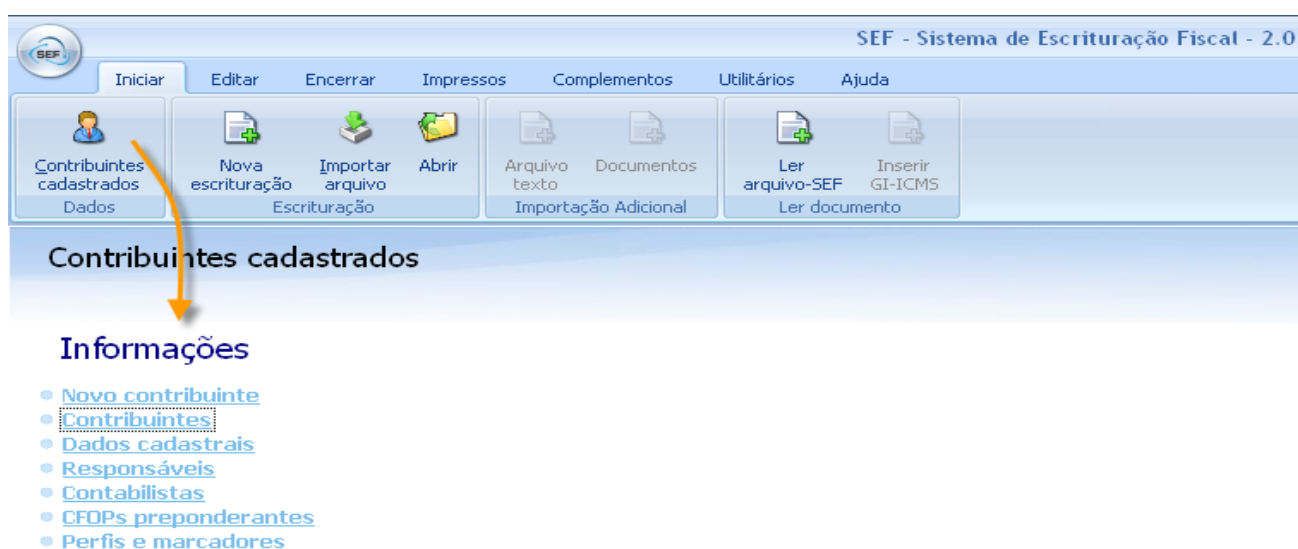 SEF - Sistema de Escrituração Fiscal - 2.0
SEF
Iniciar Editar Encerrar Impressos Complementos Utilitários Ajuda
Contribuintes cadastrados
Nova escrituração
Importar arquivo
Abrir
Arquivo texto
Documentos
Ler arquivo-SEF
Inserir GI-ICMS
Dados Escrituração Importação Adicional Ler documento
Contribuintes cadastrados
Informações
Novo contribuinte
Contribuintes
Dados cadastrais
Responsáveis
Contabilistas
CFOPs preponderantes
Perfis e marcadores